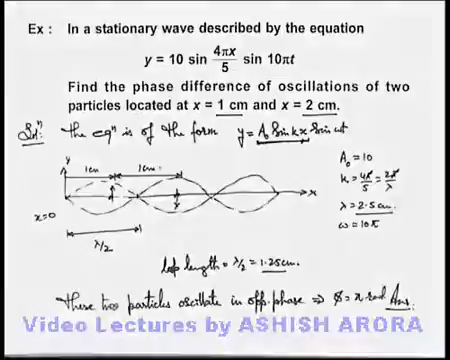 Ex : In a stationary wave described by the equation
y = 10 sin 4πx/5 sin 10πt
Find the phase difference of oscillations of two
particles located at x = 1 cm and x = 2 cm.
Solⁿ The eqⁿ is of the form y = A₀ sin kx sin ωt
y
1cm 1cm
x
x=0
λ/2
A₀ = 10
k = 4π/5 = 2π/λ
λ = 2.5 cm
ω = 10π
loop length = λ/2 = 1.25cm.
These two particles oscillate in opp. phase ⇒ φ = π rad Ans.
Video Lectures by ASHISH ARORA